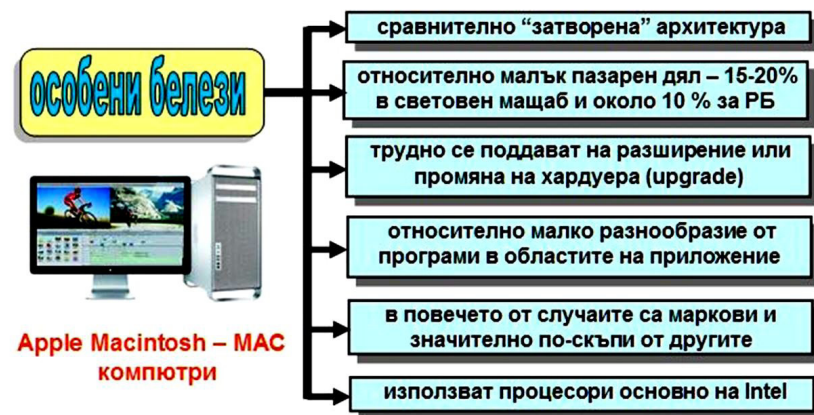 особени белези
Apple Macintosh – MAC
компютри
сравнително “затворена” архитектура
относително малък пазарен дял – 15-20%
в световен мащаб и около 10 % за РБ
трудно се поддават на разширение или
промяна на хардуера (upgrade)
относително малко разнообразие от
програми в областите на приложение
в повечето от случаите са маркови и
значително по-скъпи от другите
използват процесори основно на Intel